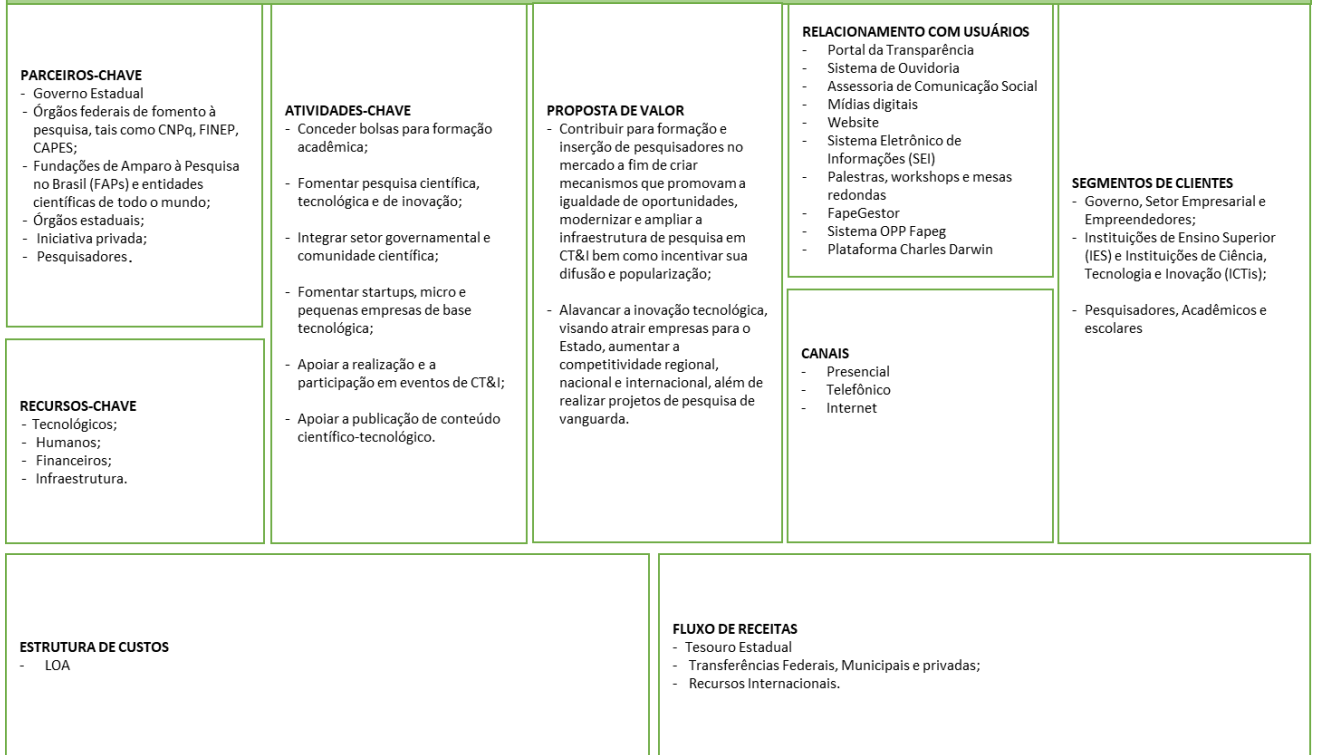 PARCEIROS-CHAVE
- Governo Estadual
- Órgãos federais de fomento à
pesquisa, tais como CNPq, FINEP,
CAPES;
- Fundações de Amparo à Pesquisa
no Brasil (FAPs) e entidades
científicas de todo o mundo;
- Órgãos estaduais;
- Iniciativa privada;
- Pesquisadores.
RECURSOS-CHAVE
- Tecnológicos;
- Humanos;
- Financeiros;
- Infraestrutura.
ATIVIDADES-CHAVE
- Conceder bolsas para formação
acadêmica;
- Fomentar pesquisa científica,
tecnológica e de inovação;
- Integrar setor governamental e
comunidade científica;
- Fomentar startups, micro e
pequenas empresas de base
tecnológica;
- Apoiar a realização e a
participação em eventos de CT&I;
- Apoiar a publicação de conteúdo
científico-tecnológico.
PROPOSTA DE VALOR
- Contribuir para formação e
inserção de pesquisadores no
mercado a fim de criar
mecanismos que promovam a
igualdade de oportunidades,
modernizar e ampliar a
infraestrutura de pesquisa em
CT&I bem como incentivar sua
difusão e popularização;
- Alavancar a inovação tecnológica,
visando atrair empresas para o
Estado, aumentar a
competitividade regional,
nacional e internacional, além de
realizar projetos de pesquisa de
vanguarda.
RELACIONAMENTO COM USUÁRIOS
- Portal da Transparência
- Sistema de Ouvidoria
- Assessoria de Comunicação Social
- Mídias digitais
- Website
- Sistema Eletrônico de
Informações (SEI)
- Palestras, workshops e mesas
redondas
- FapeGestor
- Sistema OPP Fapeg
- Plataforma Charles Darwin
CANAIS
- Presencial
- Telefônico
- Internet
SEGMENTOS DE CLIENTES
- Governo, Setor Empresarial e
Empreendedores;
- Instituições de Ensino Superior
(IES) e Instituições de Ciência,
Tecnologia e Inovação (ICTis);
- Pesquisadores, Acadêmicos e
escolares
ESTRUTURA DE CUSTOS
- LOA
FLUXO DE RECEITAS
- Tesouro Estadual
- Transferências Federais, Municipais e privadas;
- Recursos Internacionais.